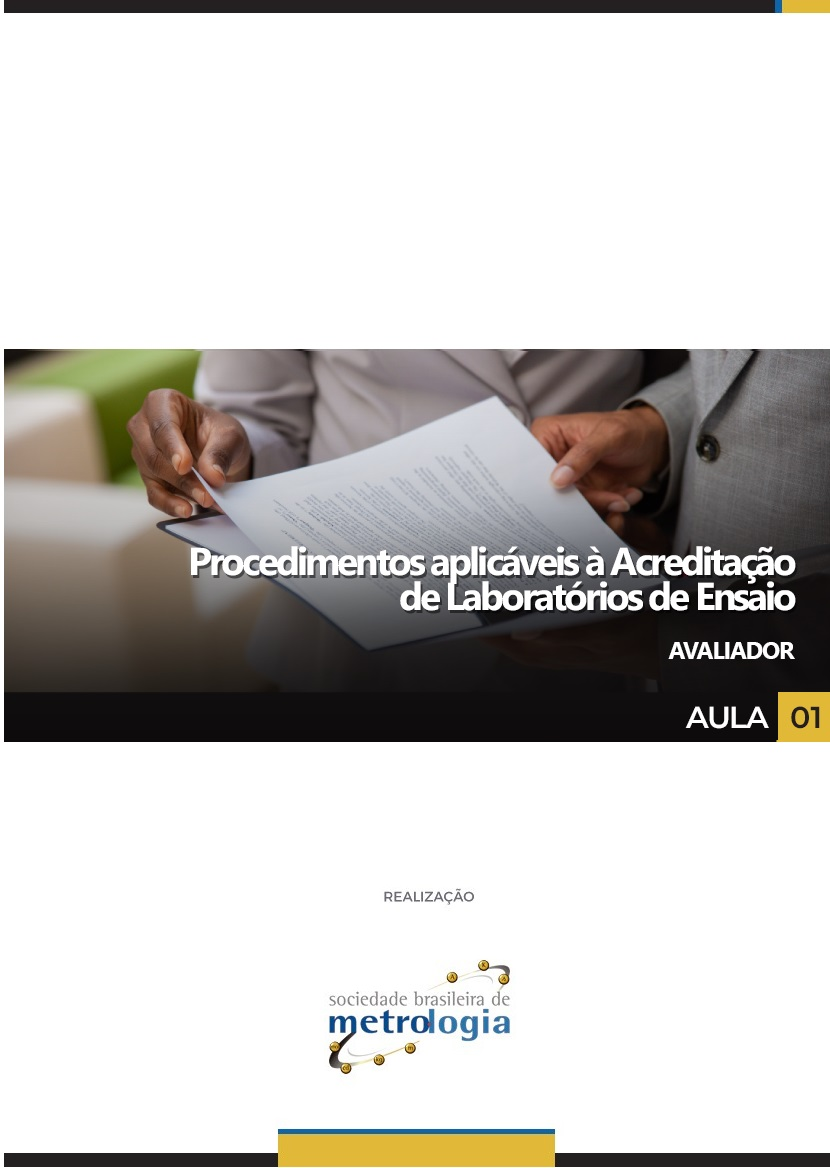 Procedimentos aplicáveis à Acreditação
de Laboratórios de Ensaio
AVALIADOR
AULA 01
REALIZAÇÃO
sociedade brasileira de
metrologia